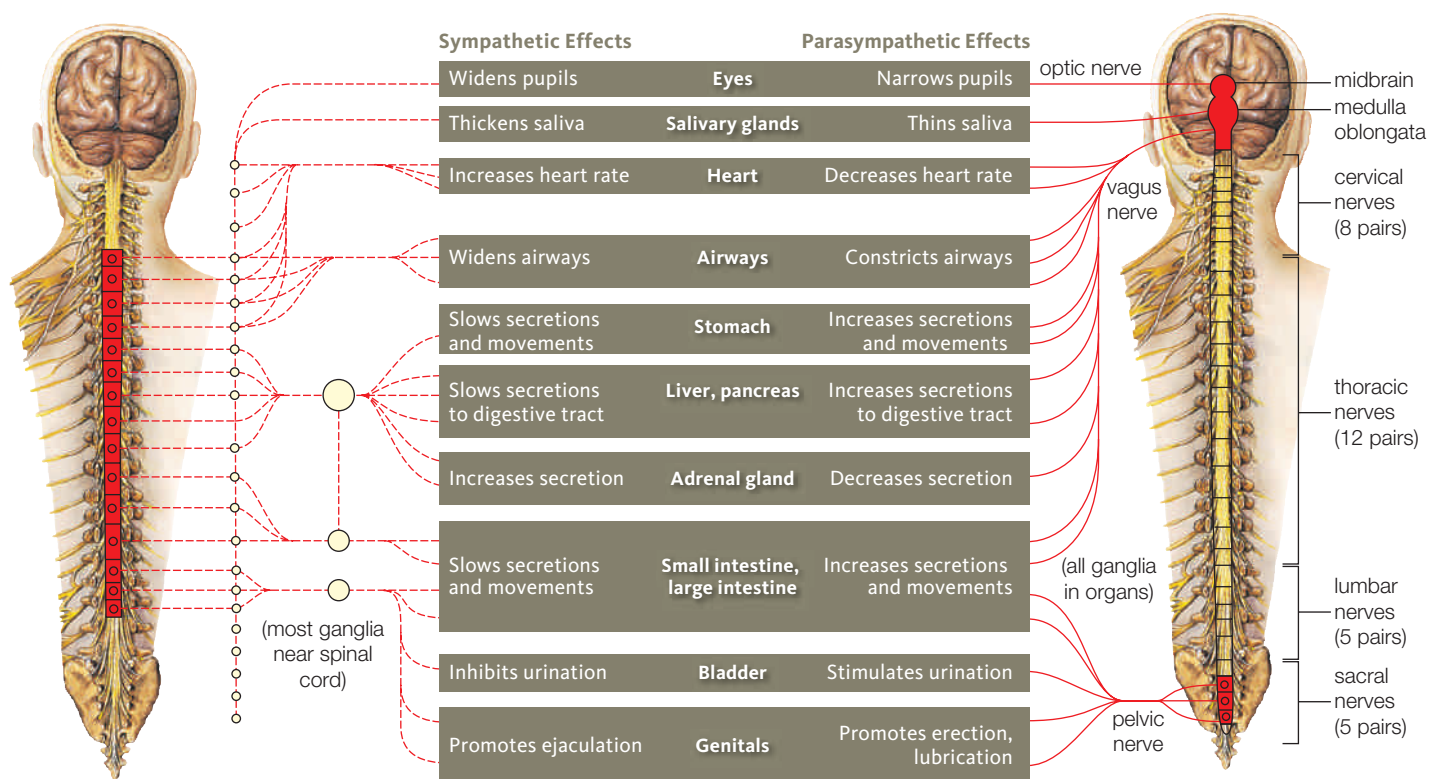 Sympathetic Effects Parasympathetic Effects
Widens pupils Eyes Narrows pupils
optic nerve
Thickens saliva Salivary glands Thins saliva
Increases heart rate Heart Decreases heart rate
vagus
nerve
Widens airways Airways Constricts airways
Slows secretions
and movements
Stomach
Increases secretions
and movements
Slows secretions
to digestive tract
Liver, pancreas
Increases secretions
to digestive tract
Increases secretion Adrenal gland Decreases secretion
Slows secretions
and movements
Small intestine,
large intestine
Increases secretions
and movements
(all ganglia
in organs)
(most ganglia
near spinal
cord)
Inhibits urination Bladder Stimulates urination
Promotes ejaculation Genitals
Promotes erection,
lubrication
pelvic
nerve
midbrain
medulla
oblongata
cervical
nerves
(8 pairs)
thoracic
nerves
(12 pairs)
lumbar
nerves
(5 pairs)
sacral
nerves
(5 pairs)